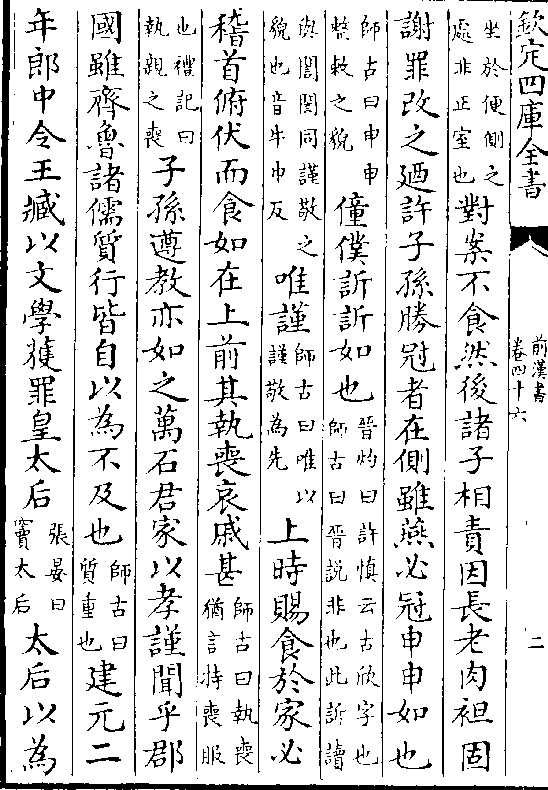 欽定四庫全書
前漢書
卷四十六
二
坐於便側之
處非正室也
對案不食然後諸子相責因長老肉袒固
謝罪改之廼許子孫勝冠者在側雖燕必冠申申如也
師古曰申申
整敕之貌
僮僕訢訢如也
晉灼曰許慎云古欣字也
師古曰晉說非也此訢讀
與誾誾同謹敬之
貌也音牛巾反
唯謹
師古曰唯以
謹敬為先
上時賜食於家必
稽首俯伏而食如在上前其執喪哀戚甚
師古曰執喪
猶言持喪服
也禮記曰
執親之喪
子孫遵教亦如之萬石君家以孝謹聞乎郡
國雖齊魯諸儒質行皆自以為不及也
師古曰
質重也
建元二
年郎中令王臧以文學獲罪皇太后
張晏曰
竇太后
太后以為